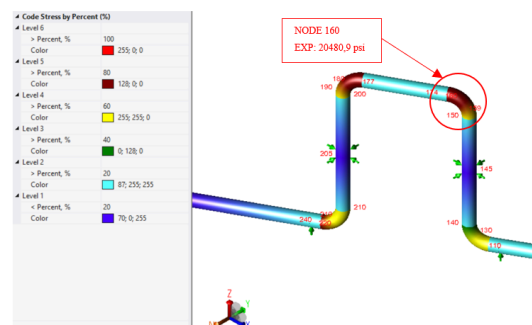 Code Stress by Percent (%)
Level 6
> Percent, % 100
Color 255; 0; 0
Level 5
> Percent, % 80
Color 128; 0; 0
Level 4
> Percent, % 60
Color 255; 255; 0
Level 3
> Percent, % 40
Color 0; 128; 0
Level 2
> Percent, % 20
Color 87; 255; 255
Level 1
< Percent, % 20
Color 70; 0; 255
NODE 160
EXP: 20480,9 psi
177
190
200
150
205
145
210
240
140
130
110
Z
Y
X